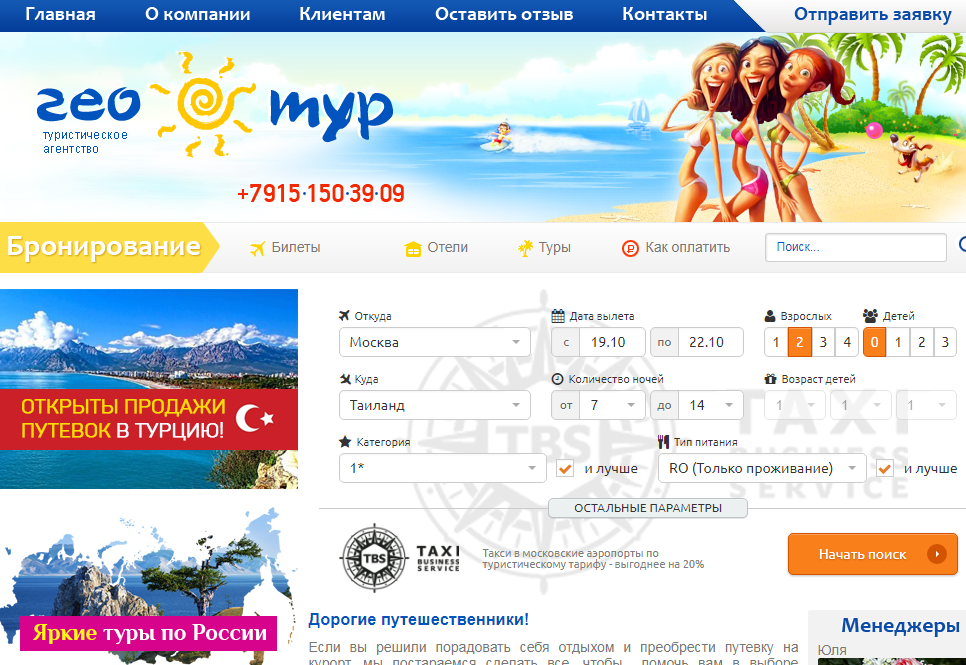 Главная О компании Клиентам Оставить отзыв Контакты Отправить заявку
гео тур
туристическое
агентство
+7915·150·39·09
Бронирование Билеты Отели Туры Как оплатить Поиск...
ОТКРЫТЫ ПРОДАЖИ
ПУТЕВОК В ТУРЦИЮ!
Яркие туры по России
Откуда Дата вылета Взрослых Детей
Москва с 19.10 по 22.10 1 2 3 4 0 1 2 3
Куда Количество ночей Возраст детей
Таиланд от 7 до 14 1 1 1
Категория Тип питания
1* и лучше RO (Только проживание) и лучше
TBS TAXI
BUSINESS
SERVICE
ОСТАЛЬНЫЕ ПАРАМЕТРЫ
TBS TAXI
BUSINESS
SERVICE
Такси в московские аэропорты по
туристическому тарифу - выгоднее на 20%
Начать поиск
Дорогие путешественники!
Если вы решили порадовать себя отдыхом и преобрести путевку на
курорт, мы постараемся сделать все, чтобы помочь вам в выборе
Менеджеры
Юля